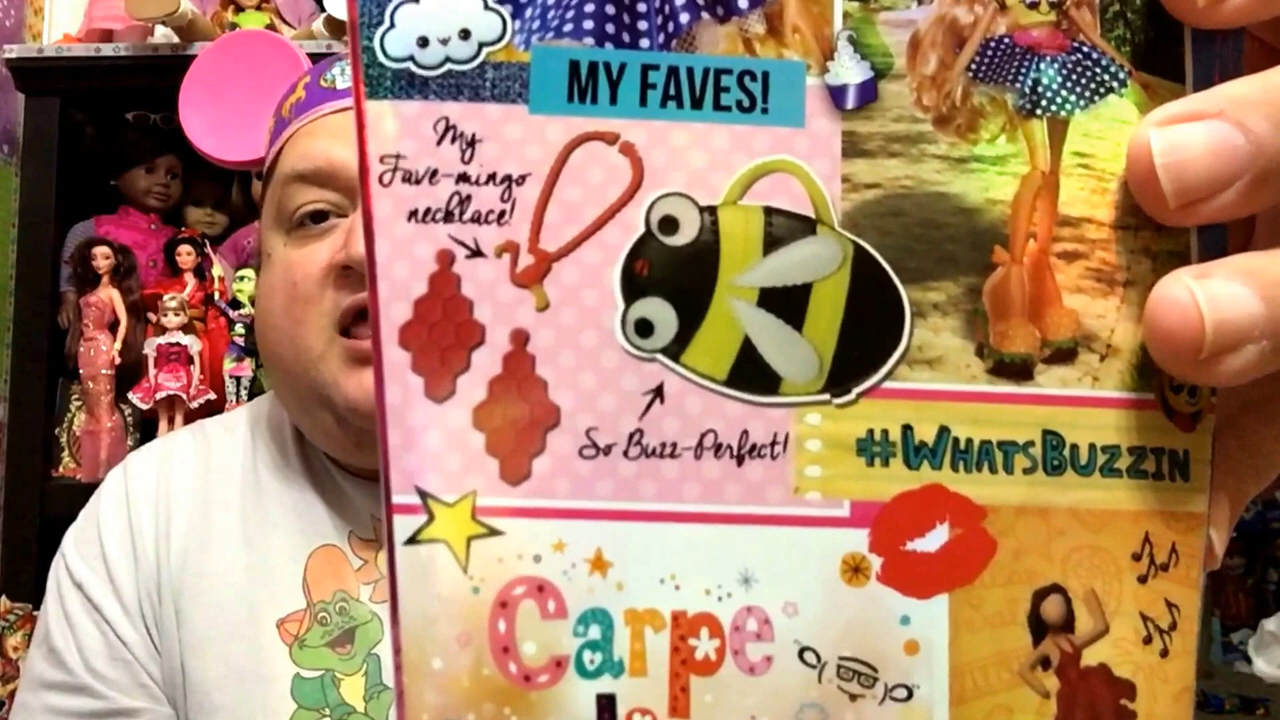 MY FAVES!
My
Fave-mingo
necklace!
So Buzz-Perfect!
#WHATSBUZZIN
Carpe